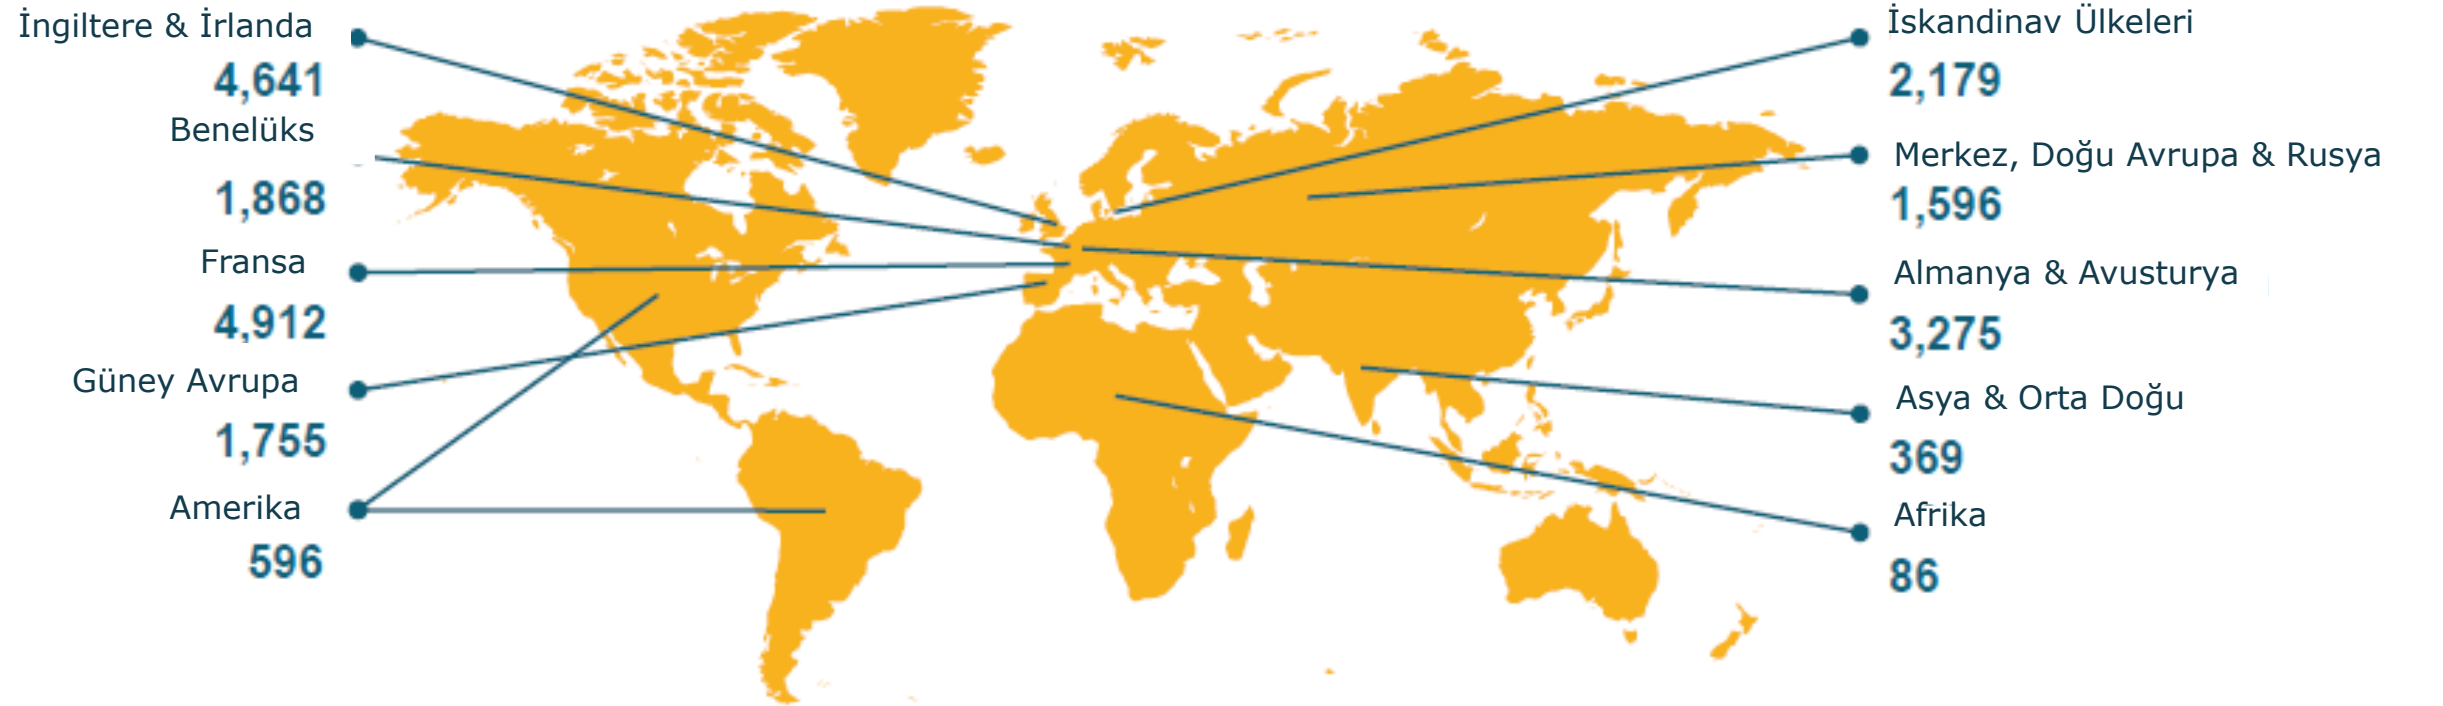 İngiltere & İrlanda
4,641
Benelüks
1,868
Fransa
4,912
Güney Avrupa
1,755
Amerika
596
İskandinav Ülkeleri
2,179
Merkez, Doğu Avrupa & Rusya
1,596
Almanya & Avusturya
3,275
Asya & Orta Doğu
369
Afrika
86